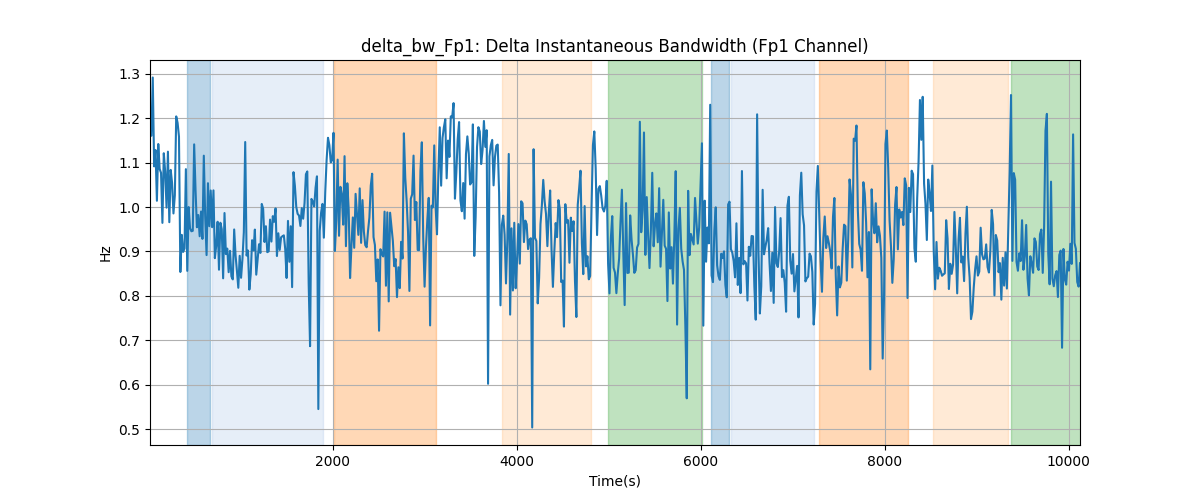 delta_bw_Fp1: Delta Instantaneous Bandwidth (Fp1 Channel)
1.3
1.2
1.1
1.0
0.9
0.8
0.7
0.6
0.5
Hz
2000 4000 6000 8000 10000
Time(s)